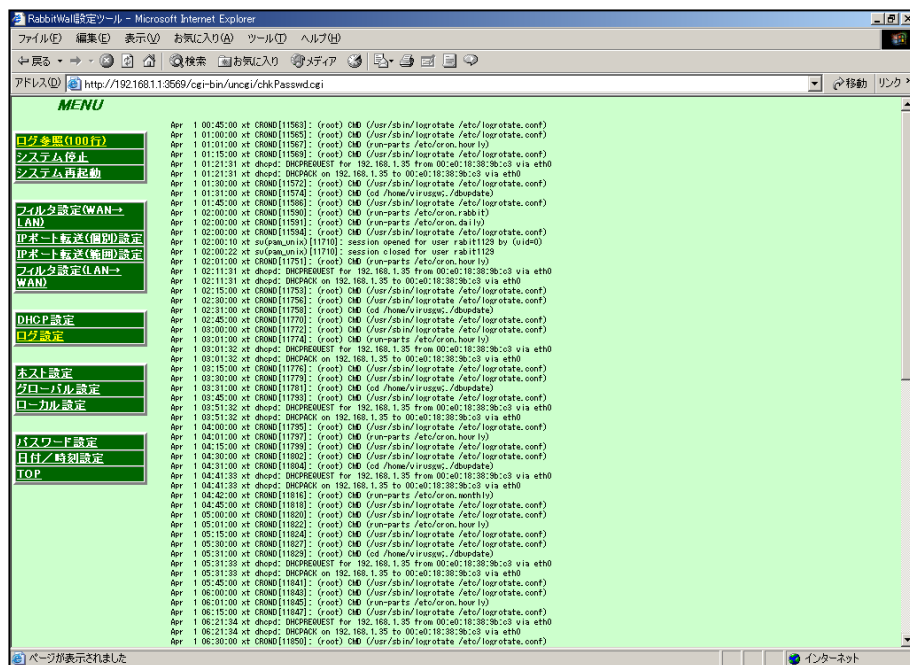 RabbitWall設定ツール - Microsoft Internet Explorer
ファイル(F) 編集(E) 表示(V) お気に入り(A) ツール(T) ヘルプ(H)
戻る 検索 お気に入り メディア
アドレス(D) http://192.168.1.1:3569/cgi-bin/uncgi/chkPasswd.cgi 移動 リンク
MENU
ログ参照(100行)
システム停止
システム再起動
フィルタ設定(WAN→
LAN)
IPポート転送(個別)設定
IPポート転送(範囲)設定
フィルタ設定(LAN→
WAN)
DHCP設定
ログ設定
ホスト設定
グローバル設定
ローカル設定
パスワード設定
日付/時刻設定
TOP
Apr 1 00:45:00 xt CROND[11563]: (root) CMD (/usr/sbin/logrotate /etc/logrotate.conf)
Apr 1 01:00:00 xt CROND[11565]: (root) CMD (/usr/sbin/logrotate /etc/logrotate.conf)
Apr 1 01:01:00 xt CROND[11567]: (root) CMD (run-parts /etc/cron.hourly)
Apr 1 01:15:00 xt CROND[11569]: (root) CMD (/usr/sbin/logrotate /etc/logrotate.conf)
Apr 1 01:21:31 xt dhcpd: DHCPREQUEST for 192.168.1.35 from 00:e0:18:38:9b:c3 via eth0
Apr 1 01:21:31 xt dhcpd: DHCPACK on 192.168.1.35 to 00:e0:18:38:9b:c3 via eth0
Apr 1 01:30:00 xt CROND[11572]: (root) CMD (/usr/sbin/logrotate /etc/logrotate.conf)
Apr 1 01:31:00 xt CROND[11574]: (root) CMD (cd /home/virusgw;./dbupdate)
Apr 1 01:45:00 xt CROND[11586]: (root) CMD (/usr/sbin/logrotate /etc/logrotate.conf)
Apr 1 02:00:00 xt CROND[11590]: (root) CMD (run-parts /etc/cron.rabbit)
Apr 1 02:00:00 xt CROND[11591]: (root) CMD (run-parts /etc/cron.daily)
Apr 1 02:00:00 xt CROND[11594]: (root) CMD (/usr/sbin/logrotate /etc/logrotate.conf)
Apr 1 02:00:10 xt su(pam_unix)[11710]: session opened for user rabit1129 by (uid=0)
Apr 1 02:00:22 xt su(pam_unix)[11710]: session closed for user rabit1129
Apr 1 02:01:00 xt CROND[11751]: (root) CMD (run-parts /etc/cron.hourly)
Apr 1 02:11:31 xt dhcpd: DHCPREQUEST for 192.168.1.35 from 00:e0:18:38:9b:c3 via eth0
Apr 1 02:11:31 xt dhcpd: DHCPACK on 192.168.1.35 to 00:e0:18:38:9b:c3 via eth0
Apr 1 02:15:00 xt CROND[11753]: (root) CMD (/usr/sbin/logrotate /etc/logrotate.conf)
Apr 1 02:30:00 xt CROND[11756]: (root) CMD (/usr/sbin/logrotate /etc/logrotate.conf)
Apr 1 02:31:00 xt CROND[11758]: (root) CMD (cd /home/virusgw;./dbupdate)
Apr 1 02:45:00 xt CROND[11770]: (root) CMD (/usr/sbin/logrotate /etc/logrotate.conf)
Apr 1 03:00:00 xt CROND[11772]: (root) CMD (/usr/sbin/logrotate /etc/logrotate.conf)
Apr 1 03:01:00 xt CROND[11774]: (root) CMD (run-parts /etc/cron.hourly)
Apr 1 03:01:32 xt dhcpd: DHCPREQUEST for 192.168.1.35 from 00:e0:18:38:9b:c3 via eth0
Apr 1 03:01:32 xt dhcpd: DHCPACK on 192.168.1.35 to 00:e0:18:38:9b:c3 via eth0
Apr 1 03:15:00 xt CROND[11776]: (root) CMD (/usr/sbin/logrotate /etc/logrotate.conf)
Apr 1 03:30:00 xt CROND[11779]: (root) CMD (/usr/sbin/logrotate /etc/logrotate.conf)
Apr 1 03:31:00 xt CROND[11781]: (root) CMD (cd /home/virusgw;./dbupdate)
Apr 1 03:45:00 xt CROND[11793]: (root) CMD (/usr/sbin/logrotate /etc/logrotate.conf)
Apr 1 03:51:32 xt dhcpd: DHCPREQUEST for 192.168.1.35 from 00:e0:18:38:9b:c3 via eth0
Apr 1 03:51:32 xt dhcpd: DHCPACK on 192.168.1.35 to 00:e0:18:38:9b:c3 via eth0
Apr 1 04:00:00 xt CROND[11795]: (root) CMD (/usr/sbin/logrotate /etc/logrotate.conf)
Apr 1 04:01:00 xt CROND[11797]: (root) CMD (run-parts /etc/cron.hourly)
Apr 1 04:15:00 xt CROND[11799]: (root) CMD (/usr/sbin/logrotate /etc/logrotate.conf)
Apr 1 04:30:00 xt CROND[11802]: (root) CMD (/usr/sbin/logrotate /etc/logrotate.conf)
Apr 1 04:31:00 xt CROND[11804]: (root) CMD (cd /home/virusgw;./dbupdate)
Apr 1 04:41:33 xt dhcpd: DHCPREQUEST for 192.168.1.35 from 00:e0:18:38:9b:c3 via eth0
Apr 1 04:41:33 xt dhcpd: DHCPACK on 192.168.1.35 to 00:e0:18:38:9b:c3 via eth0
Apr 1 04:42:00 xt CROND[11816]: (root) CMD (run-parts /etc/cron.monthly)
Apr 1 04:45:00 xt CROND[11818]: (root) CMD (/usr/sbin/logrotate /etc/logrotate.conf)
Apr 1 05:00:00 xt CROND[11820]: (root) CMD (/usr/sbin/logrotate /etc/logrotate.conf)
Apr 1 05:01:00 xt CROND[11822]: (root) CMD (run-parts /etc/cron.hourly)
Apr 1 05:15:00 xt CROND[11824]: (root) CMD (/usr/sbin/logrotate /etc/logrotate.conf)
Apr 1 05:30:00 xt CROND[11827]: (root) CMD (/usr/sbin/logrotate /etc/logrotate.conf)
Apr 1 05:31:00 xt CROND[11829]: (root) CMD (cd /home/virusgw;./dbupdate)
Apr 1 05:31:33 xt dhcpd: DHCPREQUEST for 192.168.1.35 from 00:e0:18:38:9b:c3 via eth0
Apr 1 05:31:33 xt dhcpd: DHCPACK on 192.168.1.35 to 00:e0:18:38:9b:c3 via eth0
Apr 1 05:45:00 xt CROND[11841]: (root) CMD (/usr/sbin/logrotate /etc/logrotate.conf)
Apr 1 06:00:00 xt CROND[11843]: (root) CMD (/usr/sbin/logrotate /etc/logrotate.conf)
Apr 1 06:01:00 xt CROND[11845]: (root) CMD (run-parts /etc/cron.hourly)
Apr 1 06:15:00 xt CROND[11847]: (root) CMD (/usr/sbin/logrotate /etc/logrotate.conf)
Apr 1 06:21:34 xt dhcpd: DHCPREQUEST for 192.168.1.35 from 00:e0:18:38:9b:c3 via eth0
Apr 1 06:21:34 xt dhcpd: DHCPACK on 192.168.1.35 to 00:e0:18:38:9b:c3 via eth0
Apr 1 06:30:00 xt CROND[11850]: (root) CMD (/usr/sbin/logrotate /etc/logrotate.conf)
ページが表示されました インターネット